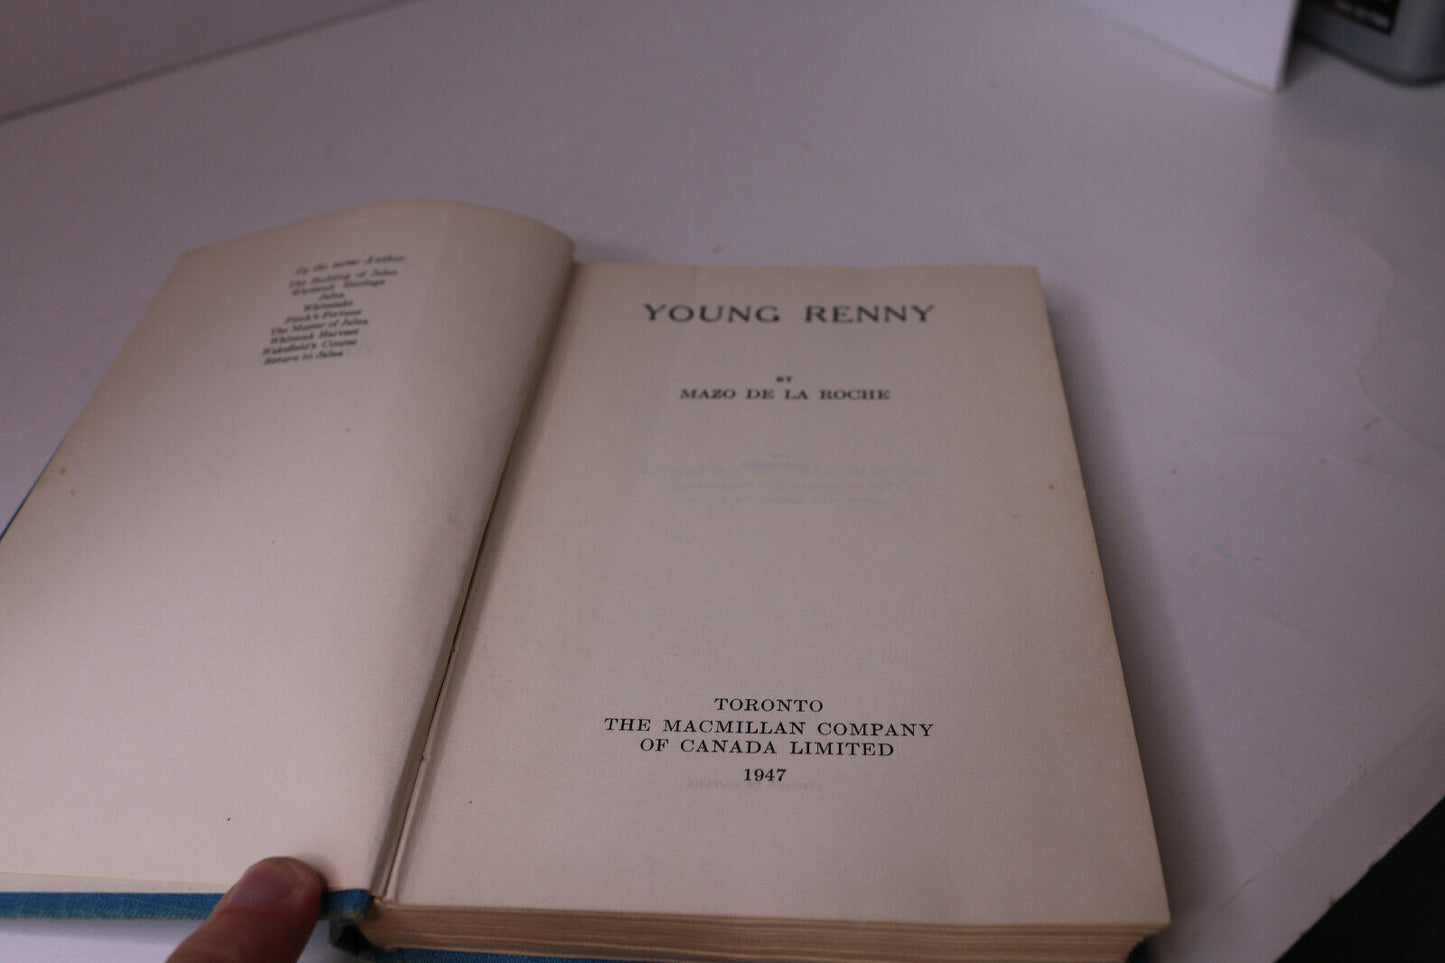 By the same Author
The Building of Jalna
Whiteoak Heritage
Jalna
Whiteoaks
Finch's Fortune
The Master of Jalna
Whiteoak Harvest
Wakefield's Course
Return to Jalna
YOUNG RENNY
BY
MAZO DE LA ROCHE
TORONTO
THE MACMILLAN COMPANY
OF CANADA LIMITED
1947